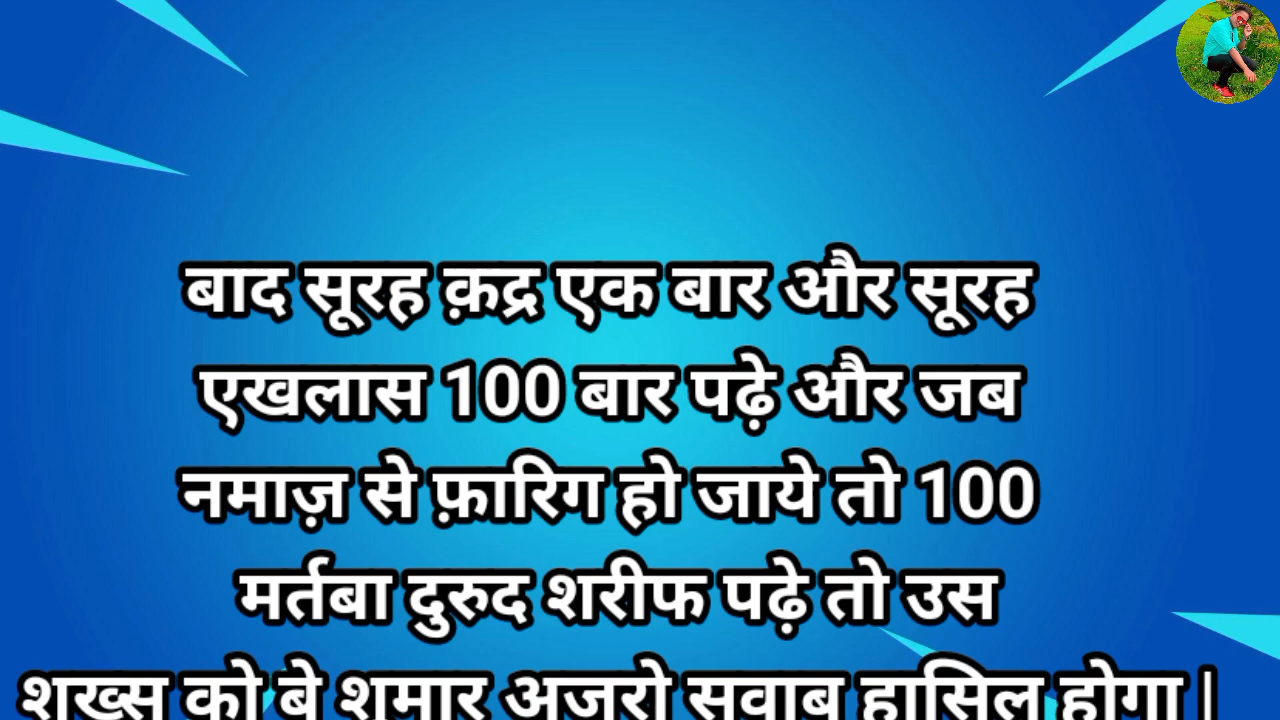 बाद सूरह क़द्र एक बार और सूरह
एखलास 100 बार पढ़े और जब
नमाज़ से फ़ारिग हो जाये तो 100
मर्तबा दुरुद शरीफ पढ़े तो उस
शख्स को बे शुमार अजरो सवाब हासिल होगा |